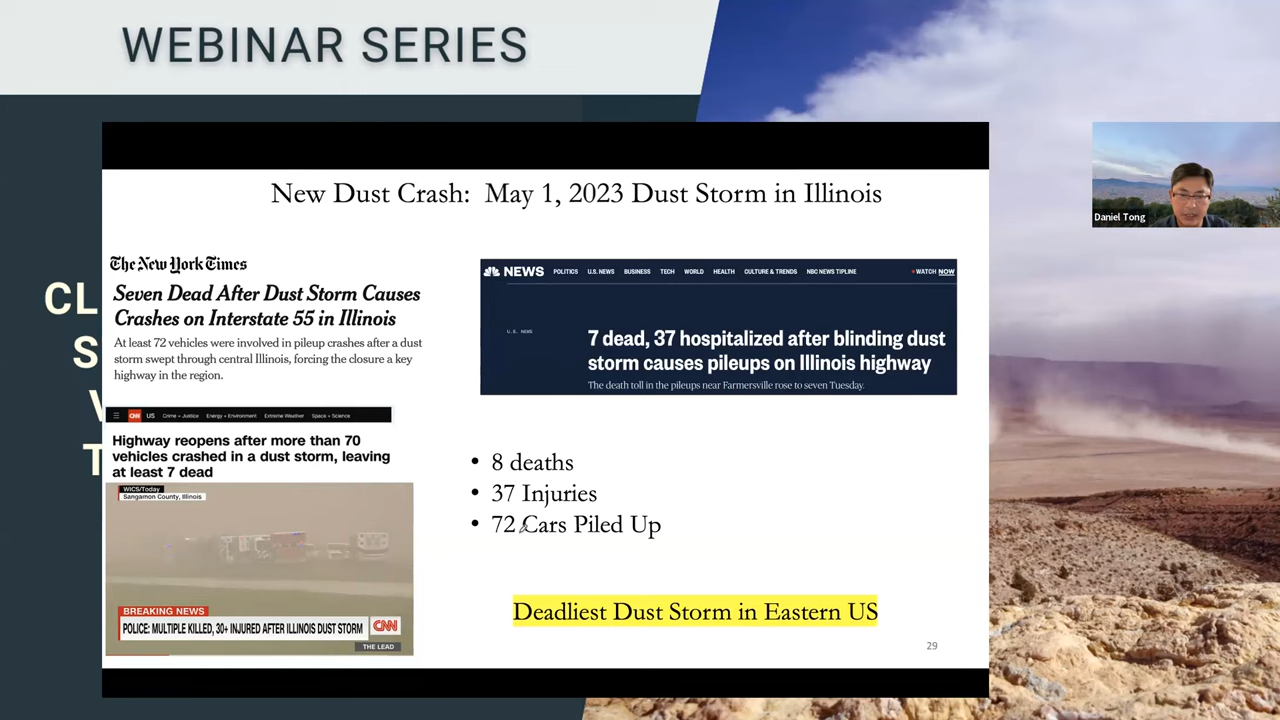 WEBINAR SERIES
CL
S
V
T
New Dust Crash: May 1, 2023 Dust Storm in Illinois
The New York Times
Seven Dead After Dust Storm Causes
Crashes on Interstate 55 in Illinois
At least 72 vehicles were involved in pileup crashes after a dust
storm swept through central Illinois, forcing the closure a key
highway in the region.
CNN US Crime + Justice Energy + Environment Extreme Weather Space + Science
Highway reopens after more than 70
vehicles crashed in a dust storm, leaving
at least 7 dead
WICS/Today
Sangamon County, Illinois
BREAKING NEWS
POLICE: MULTIPLE KILLED, 30+ INJURED AFTER ILLINOIS DUST STORM
CNN
THE LEAD
NEWS POLITICS U.S. NEWS BUSINESS TECH WORLD HEALTH CULTURE & TRENDS NBC NEWS TIPLINE WATCH NOW
U.S. NEWS
7 dead, 37 hospitalized after blinding dust
storm causes pileups on Illinois highway
The death toll in the pileups near Farmersville rose to seven Tuesday.
• 8 deaths
• 37 Injuries
• 72 Cars Piled Up
Deadliest Dust Storm in Eastern US
29
Daniel Tong